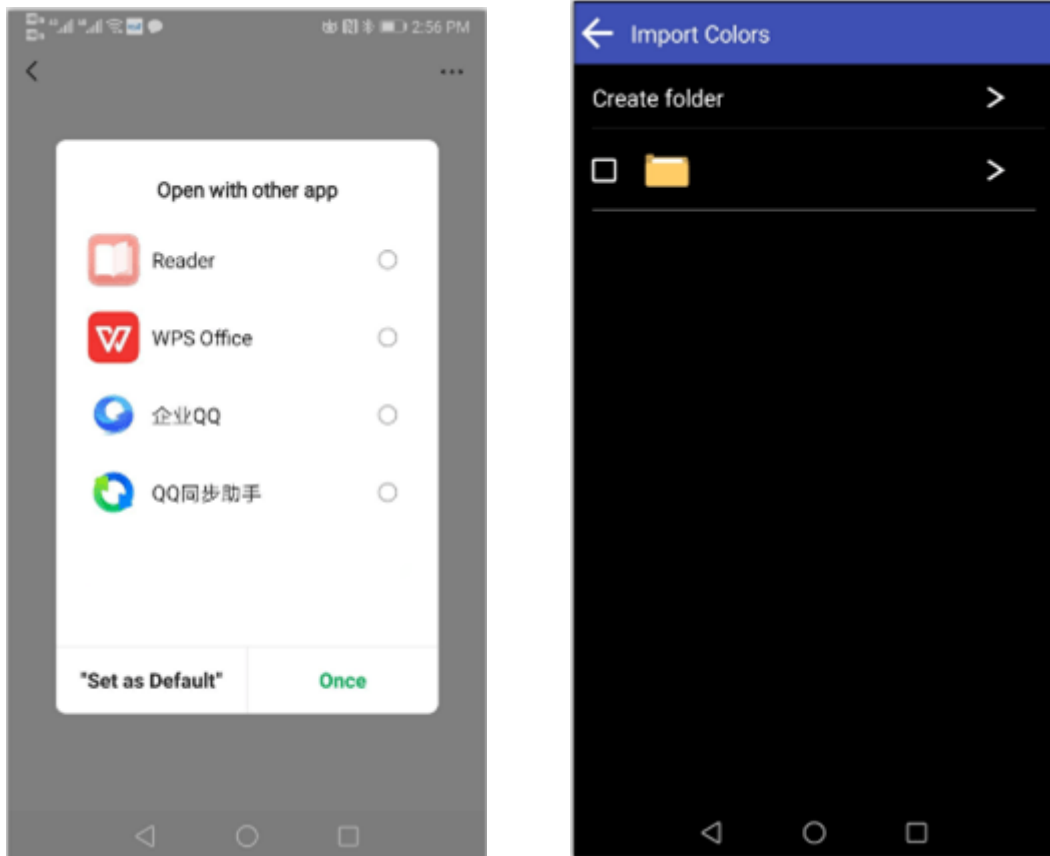 2:56 PM
Open with other app
Reader
WPS Office
企业QQ
QQ同步助手
"Set as Default"
Once
Import Colors
Create folder